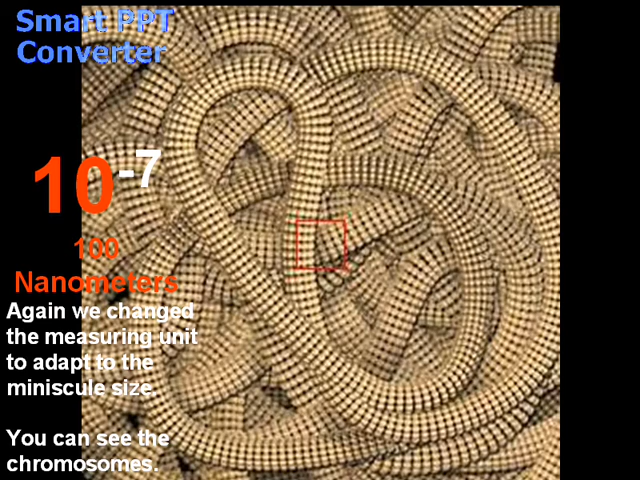 Smart PPT
Converter
10-7
100
Nanometers
Again we changed
the measuring unit
to adapt to the
miniscule size.
You can see the
chromosomes.